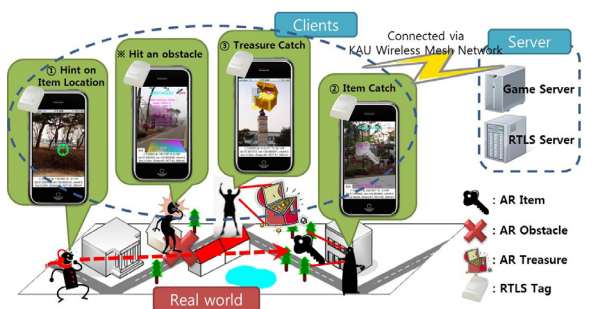 Clients
Connected via
KAU Wireless Mesh Network
Server
① Hint on
Item Location
※ Hit an obstacle
③ Treasure Catch
② Item Catch
Game Server
RTLS Server
: AR Item
: AR Obstacle
: AR Treasure
: RTLS Tag
Real world